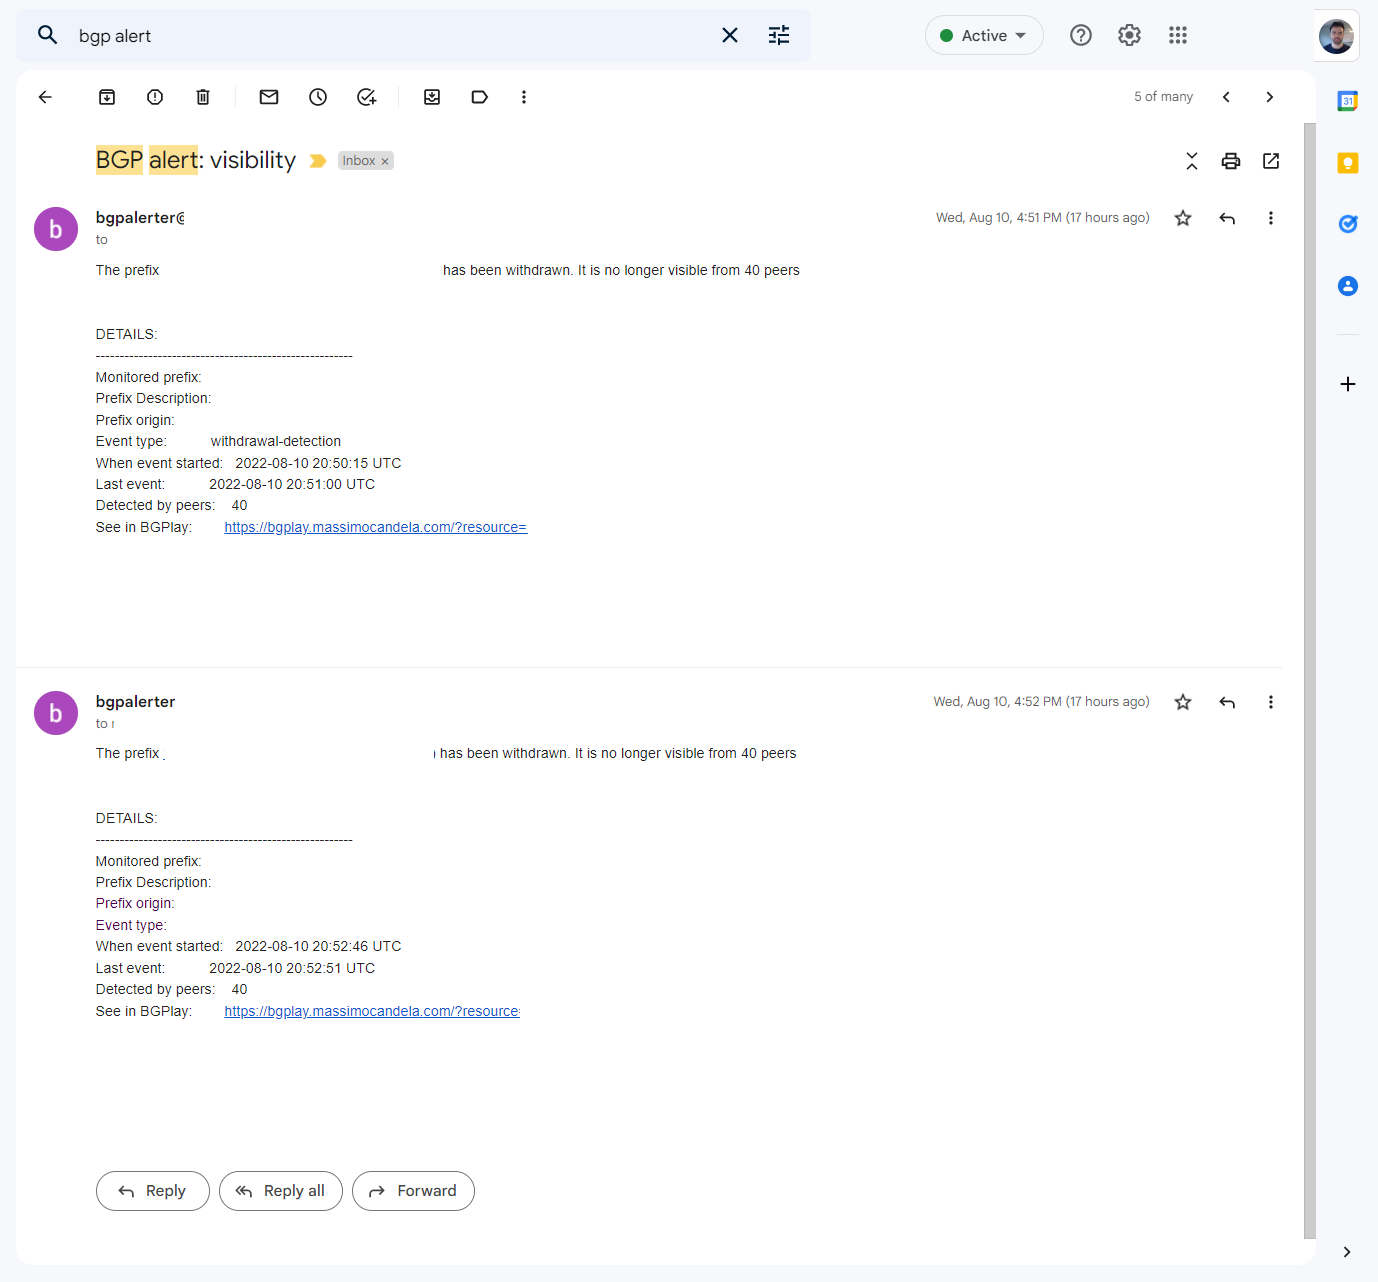 bgp alert
Active
5 of many
BGP alert: visibility
Inbox ×
b
bgpalerter@
Wed, Aug 10, 4:51 PM (17 hours ago)
to
The prefix has been withdrawn. It is no longer visible from 40 peers
DETAILS:
------------------------------------------------------
Monitored prefix:
Prefix Description:
Prefix origin:
Event type: withdrawal-detection
When event started: 2022-08-10 20:50:15 UTC
Last event: 2022-08-10 20:51:00 UTC
Detected by peers: 40
See in BGPlay: https://bgplay.massimocandela.com/?resource=
b
bgpalerter
Wed, Aug 10, 4:52 PM (17 hours ago)
to
The prefix has been withdrawn. It is no longer visible from 40 peers
DETAILS:
------------------------------------------------------
Monitored prefix:
Prefix Description:
Prefix origin:
Event type:
When event started: 2022-08-10 20:52:46 UTC
Last event: 2022-08-10 20:52:51 UTC
Detected by peers: 40
See in BGPlay: https://bgplay.massimocandela.com/?resource
Reply
Reply all
Forward
31